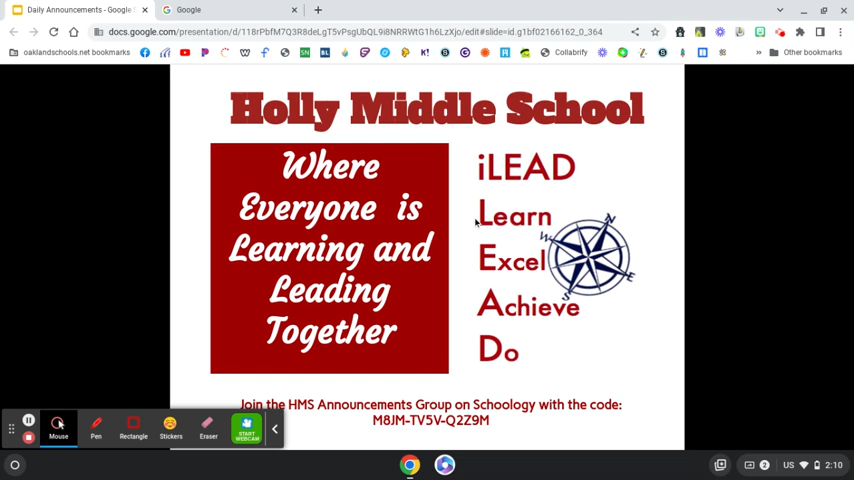 Daily Announcements - Google S
Google
docs.google.com/presentation/d/118rPbfM7Q3R8deLgT5vPsgUbQL9i8NRRWtG1h6LzXjo/edit#slide=id.g1bf02166162_0_364
oaklandschools.net bookmarks
Collabrify
Other bookmarks
Holly Middle School
Where
Everyone is
Learning and
Leading
Together
iLEAD
Learn
Excel
Achieve
Do
N
W
E
S
Join the HMS Announcements Group on Schoology with the code:
M8JM-TV5V-Q2Z9M
Mouse
Pen
Rectangle
Stickers
Eraser
START
WEBCAM
2
US
2:10